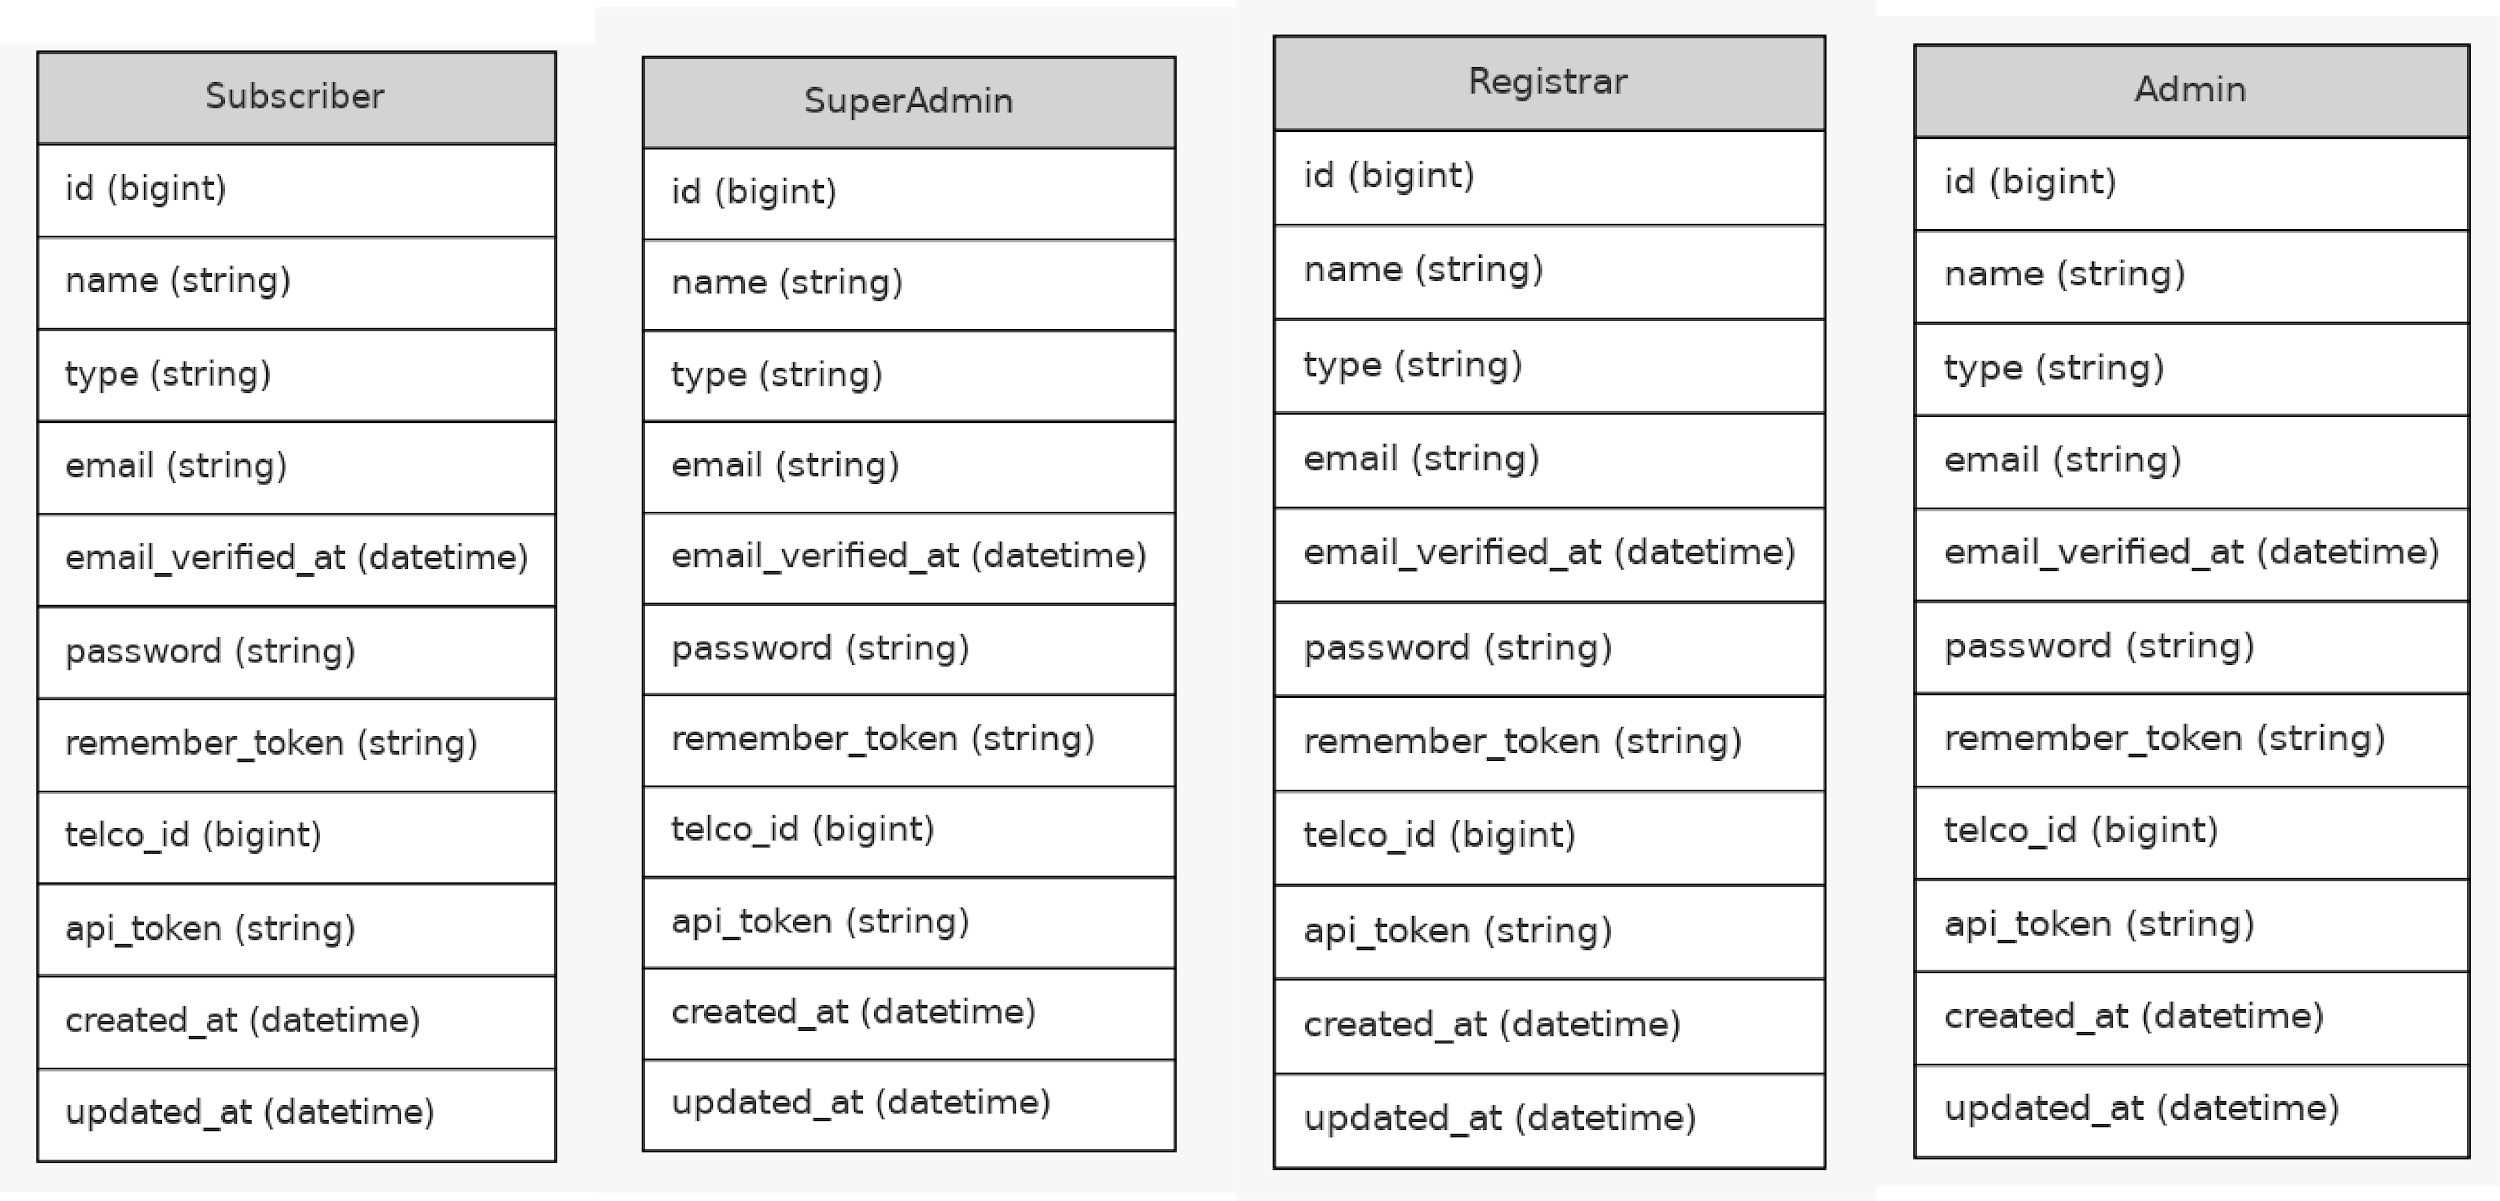 Subscriber
id (bigint)
name (string)
type (string)
email (string)
email_verified_at (datetime)
password (string)
remember_token (string)
telco_id (bigint)
api_token (string)
created_at (datetime)
updated_at (datetime)
SuperAdmin
id (bigint)
name (string)
type (string)
email (string)
email_verified_at (datetime)
password (string)
remember_token (string)
telco_id (bigint)
api_token (string)
created_at (datetime)
updated_at (datetime)
Registrar
id (bigint)
name (string)
type (string)
email (string)
email_verified_at (datetime)
password (string)
remember_token (string)
telco_id (bigint)
api_token (string)
created_at (datetime)
updated_at (datetime)
Admin
id (bigint)
name (string)
type (string)
email (string)
email_verified_at (datetime)
password (string)
remember_token (string)
telco_id (bigint)
api_token (string)
created_at (datetime)
updated_at (datetime)